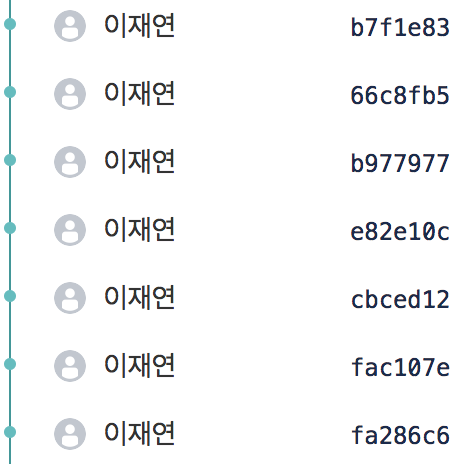 이재연 b7f1e83
이재연 66c8fb5
이재연 b977977
이재연 e82e10c
이재연 cbced12
이재연 fac107e
이재연 fa286c6